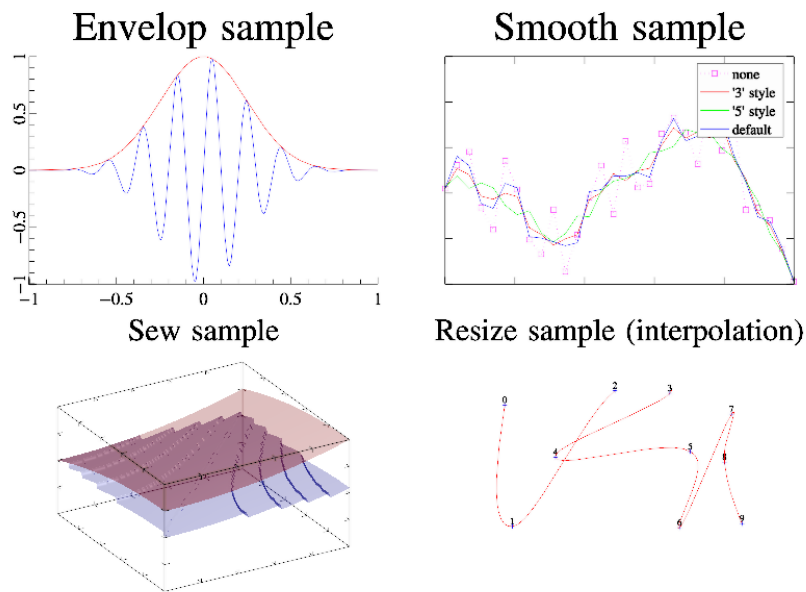 Envelop sample
Smooth sample
1
0.5
0
−0.5
−1
−1
−0.5
0
0.5
1
none
'3' style
'5' style
default
Sew sample
Resize sample (interpolation)
0
1
2
3
4
5
6
7
8
9